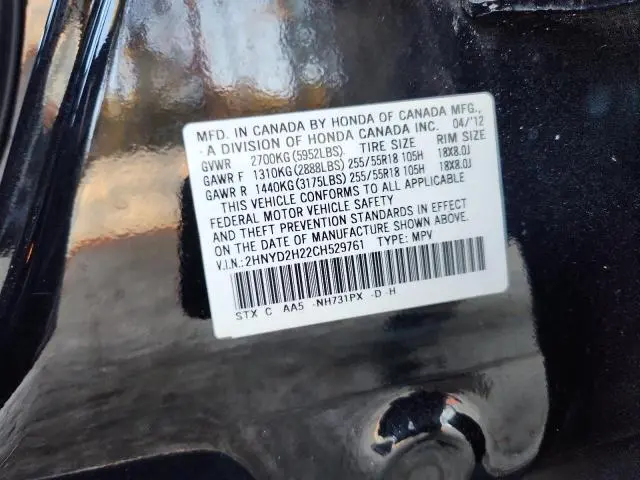 MFD. IN CANADA BY HONDA OF CANADA MFG.,
A DIVISION OF HONDA CANADA INC. 04/'12
GVWR 2700KG(5952LBS) TIRE SIZE RIM SIZE
GAWR F 1310KG(2888LBS) 255/55R18 105H 18X8.0J
GAWR R 1440KG(3175LBS) 255/55R18 105H 18X8.0J
THIS VEHICLE CONFORMS TO ALL APPLICABLE
FEDERAL MOTOR VEHICLE SAFETY
AND THEFT PREVENTION STANDARDS IN EFFECT
ON THE DATE OF MANUFACTURE SHOWN ABOVE.
V.I.N.: 2HNYD2H22CH529761 TYPE: MPV
STX C AA5 -NH731PX -D-H